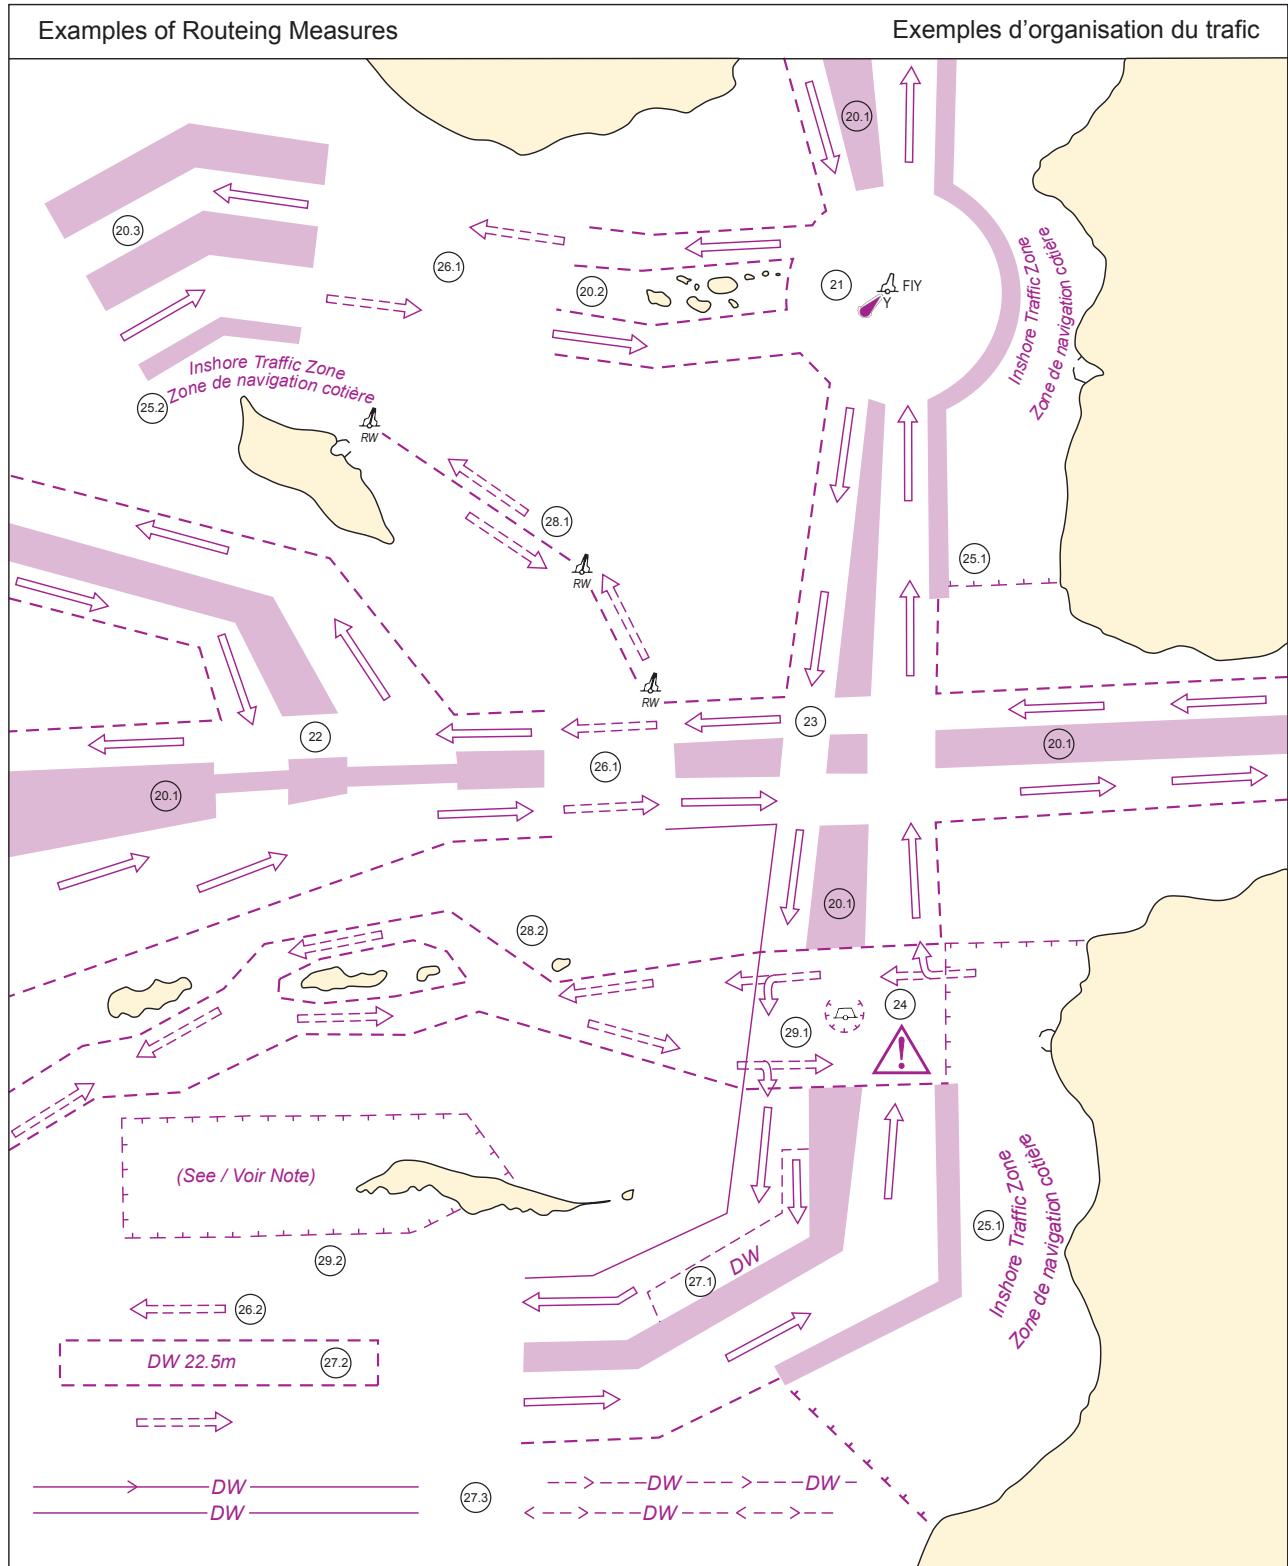 Examples of Routeing Measures
Exemples d'organisation du trafic
20.1
20.3
26.1
20.2
21
FlY
Y
Inshore Traffic Zone
Zone de navigation cotière
Inshore Traffic Zone
Zone de navigation cotière
25.2
RW
28.1
RW
25.1
RW
22
23
20.1
26.1
20.1
20.1
28.2
24
29.1
(See / Voir Note)
29.2
25.1
Inshore Traffic Zone
Zone de navigation cotière
DW
27.1
26.2
DW 22.5m
27.2
DW
DW
27.3
DW
DW
DW